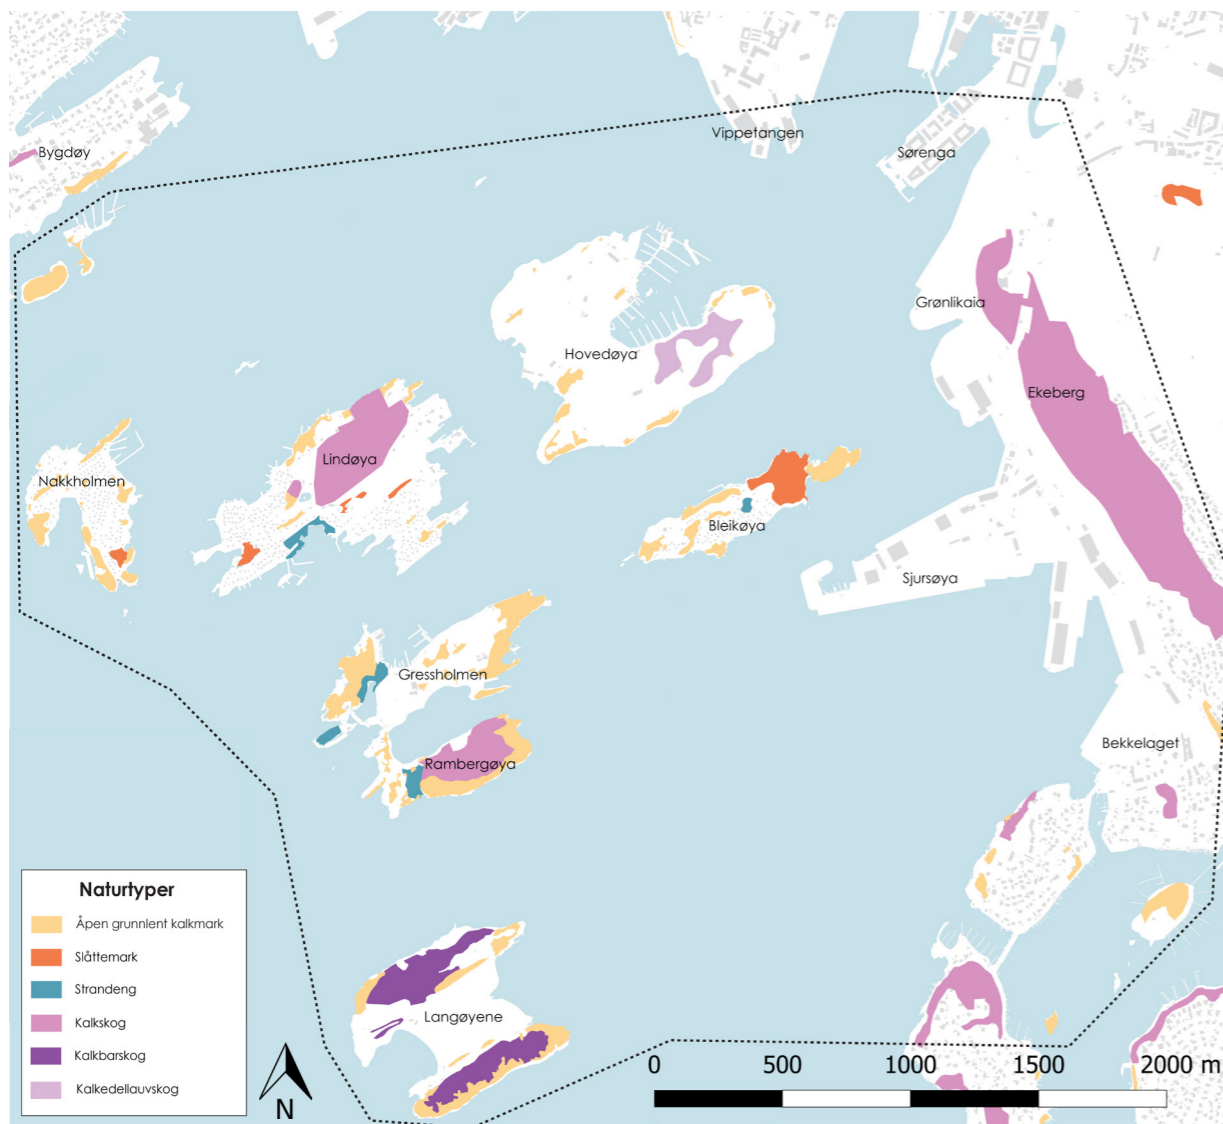 Vippetangen
Bygdøy
Sørenga
Grønlikaia
Hovedøya
Ekeberg
Lindøya
Nakkholmen
Bleikøya
Sjursøya
Gressholmen
Bekkelaget
Rambergøya
Langøyene
Naturtyper
Åpen grunnlent kalkmark
Slåttemark
Strandeng
Kalkskog
Kalkbarskog
Kalkedellauvskog
N
0 500 1000 1500 2000 m